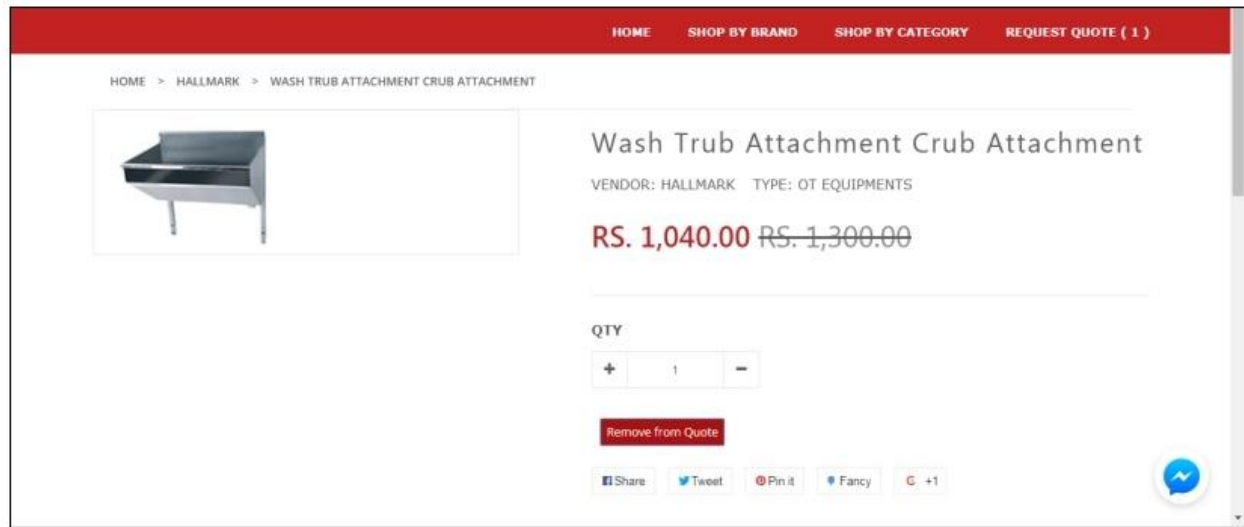 HOME SHOP BY BRAND SHOP BY CATEGORY REQUEST QUOTE ( 1 )
HOME > HALLMARK > WASH TRUB ATTACHMENT CRUB ATTACHMENT
Wash Trub Attachment Crub Attachment
VENDOR: HALLMARK TYPE: OT EQUIPMENTS
RS. 1,040.00 RS. 1,300.00
QTY
+ 1 -
Remove from Quote
Share Tweet Pin it Fancy +1